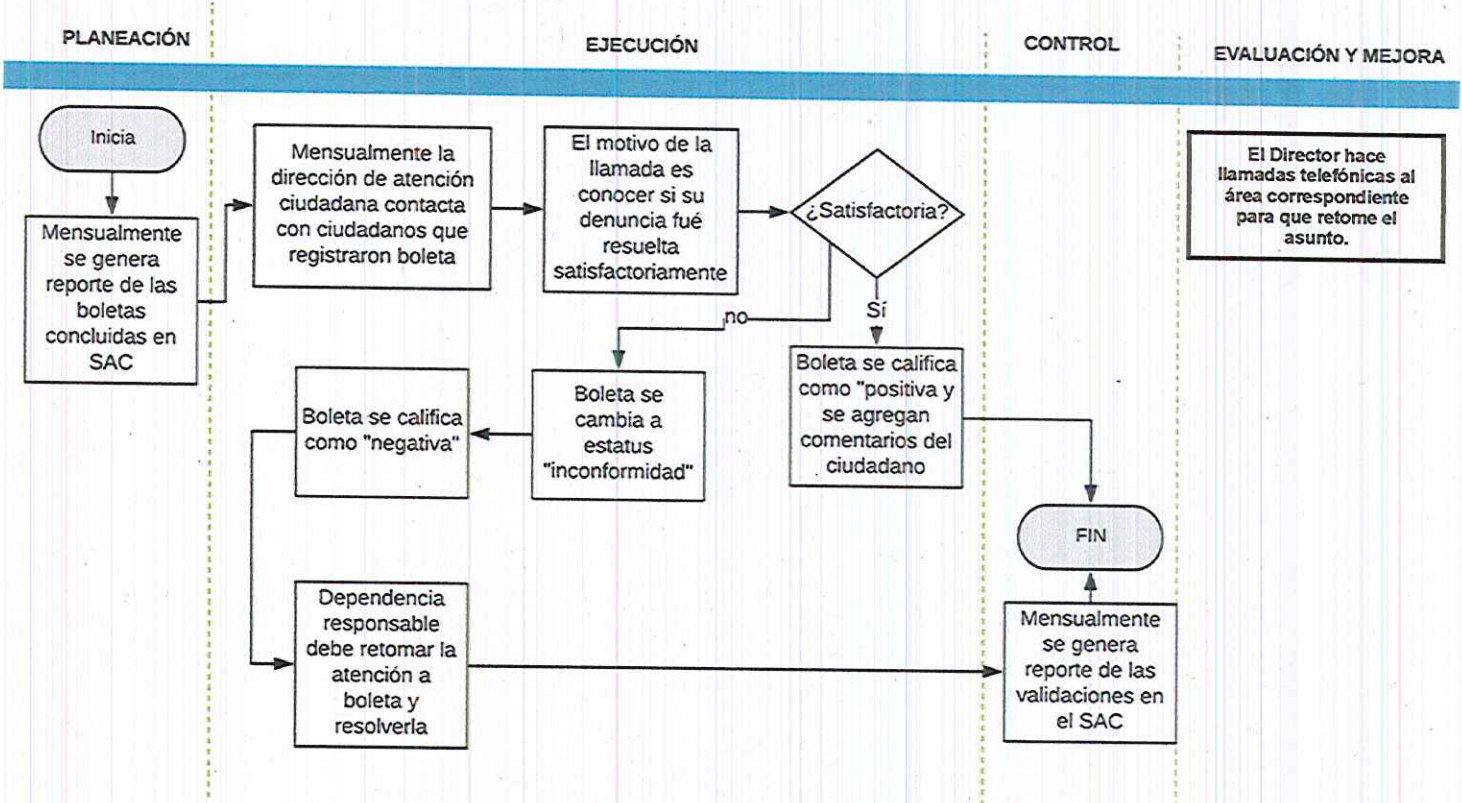 PLANEACIÓN
EJECUCIÓN
CONTROL
EVALUACIÓN Y MEJORA
Inicia
Mensualmente
se genera
reporte de las
boletas
concluidas en
SAC
Mensualmente la
dirección de atención
ciudadana contacta
con ciudadanos que
registraron boleta
El motivo de la
llamada es
conocer si su
denuncia fué
resuelta
satisfactoriamente
¿Satisfactoria?
no
Sí
Boleta se califica
como "positiva y
se agregan
comentarios del
ciudadano
Boleta se
cambia a
estatus
"inconformidad"
Boleta se califica
como "negativa"
Dependencia
responsable
debe retomar la
atención a
boleta y
resolverla
FIN
Mensualmente
se genera
reporte de las
validaciones en
el SAC
El Director hace
llamadas telefónicas al
área correspondiente
para que retome el
asunto.